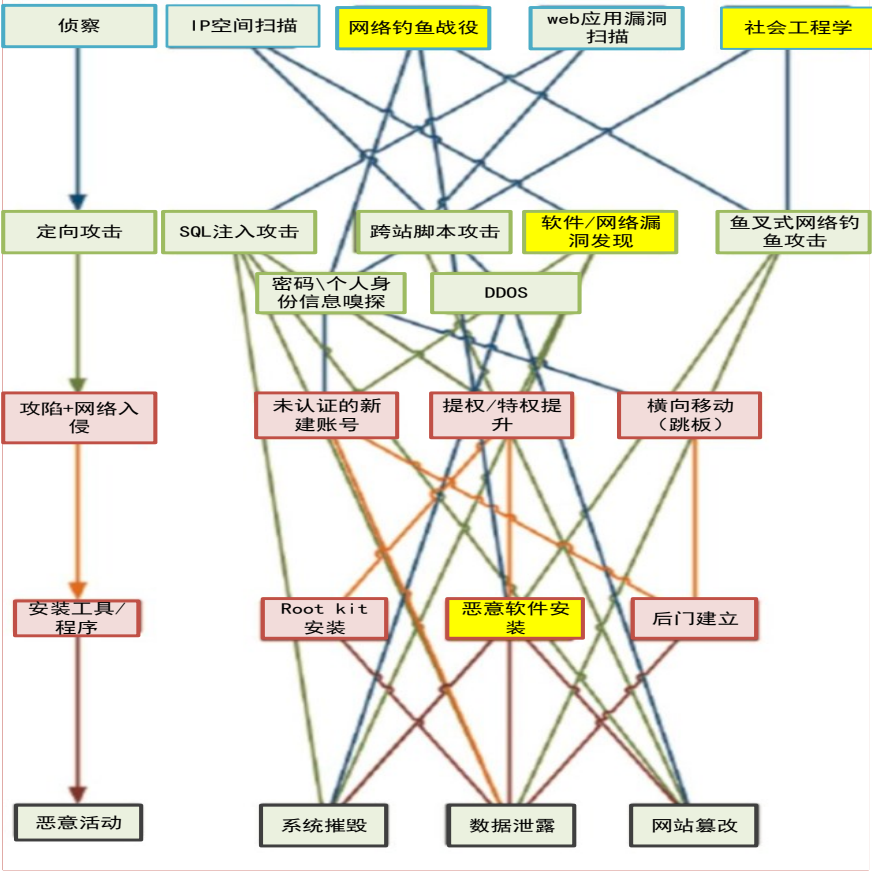 侦察
IP空间扫描
网络钓鱼战役
web应用漏洞
扫描
社会工程学
定向攻击
SQL注入攻击
跨站脚本攻击
软件/网络漏
洞发现
鱼叉式网络钓
鱼攻击
密码\个人身
份信息嗅探
DDOS
攻陷+网络入
侵
未认证的新
建账号
提权/特权提
升
横向移动
（跳板）
安装工具/
程序
Root kit
安装
恶意软件安
装
后门建立
恶意活动
系统摧毁
数据泄露
网站篡改